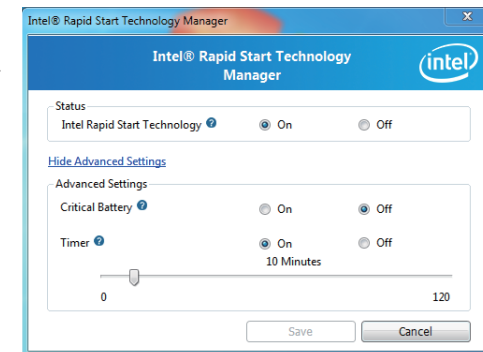 Intel® Rapid Start Technology Manager
x
Intel® Rapid Start Technology
Manager
intel
Status
Intel Rapid Start Technology ? On Off
Hide Advanced Settings
Advanced Settings
Critical Battery ? On Off
Timer ? On Off
10 Minutes
0 120
Save Cancel